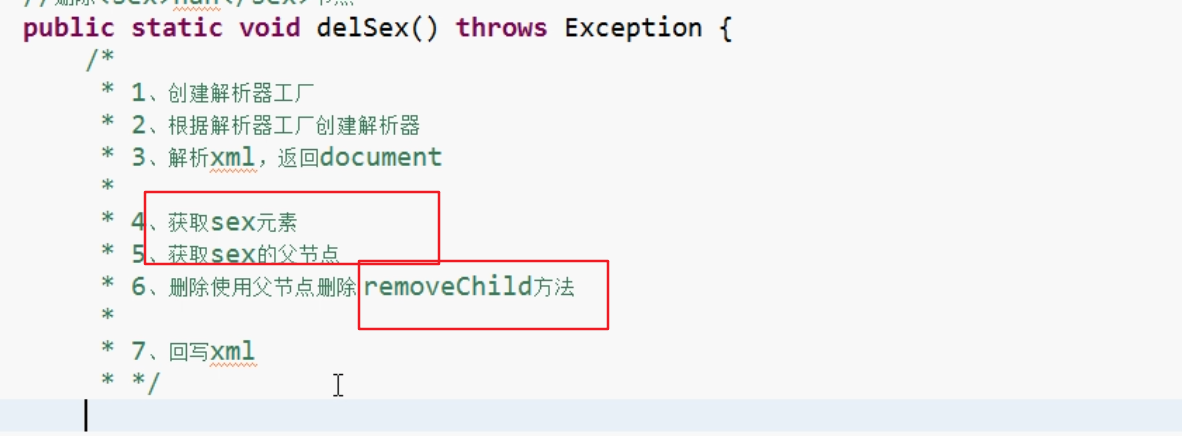 //删除<sex>nan</sex>节点
public static void delSex() throws Exception {
/*
* 1、创建解析器工厂
* 2、根据解析器工厂创建解析器
* 3、解析xml，返回document
*
* 4、获取sex元素
* 5、获取sex的父节点
* 6、删除使用父节点删除 removeChild方法
*
* 7、回写xml
* */